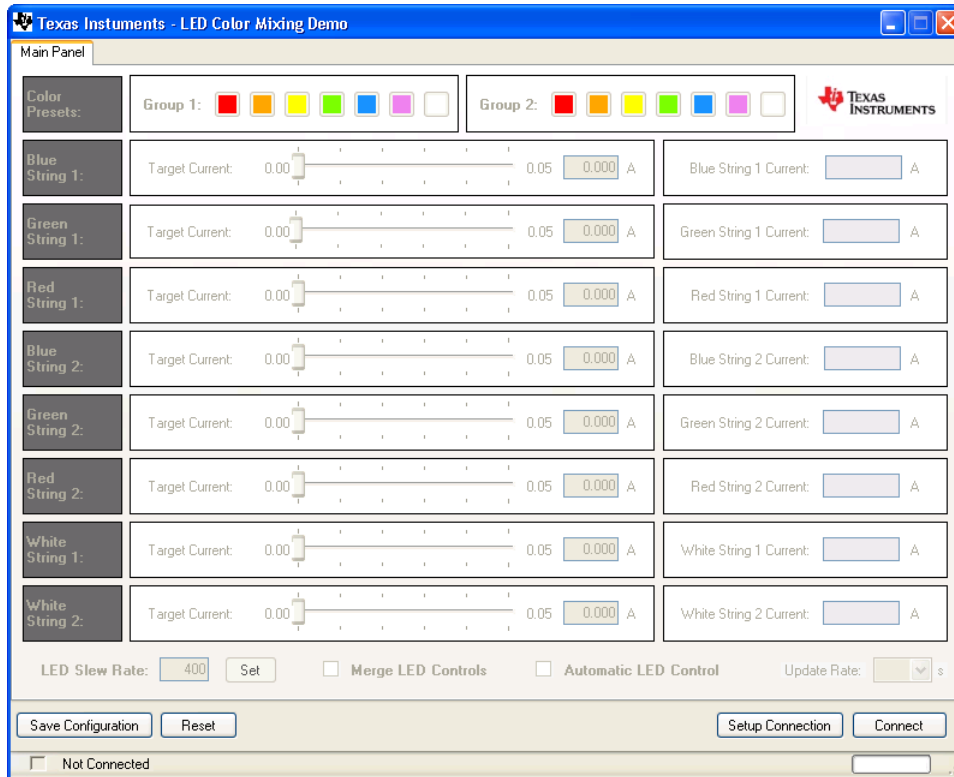 Texas Instuments - LED Color Mixing Demo
Main Panel
Color
Presets:
Group 1:
Group 2:
TEXAS
INSTRUMENTS
Blue
String 1:
Target Current: 0.00 0.05 0.000 A
Blue String 1 Current: A
Green
String 1:
Target Current: 0.00 0.05 0.000 A
Green String 1 Current: A
Red
String 1:
Target Current: 0.00 0.05 0.000 A
Red String 1 Current: A
Blue
String 2:
Target Current: 0.00 0.05 0.000 A
Blue String 2 Current: A
Green
String 2:
Target Current: 0.00 0.05 0.000 A
Green String 2 Current: A
Red
String 2:
Target Current: 0.00 0.05 0.000 A
Red String 2 Current: A
White
String 1:
Target Current: 0.00 0.05 0.000 A
White String 1 Current: A
White
String 2:
Target Current: 0.00 0.05 0.000 A
White String 2 Current: A
LED Slew Rate: 400 Set Merge LED Controls Automatic LED Control Update Rate: s
Save Configuration Reset Setup Connection Connect
Not Connected